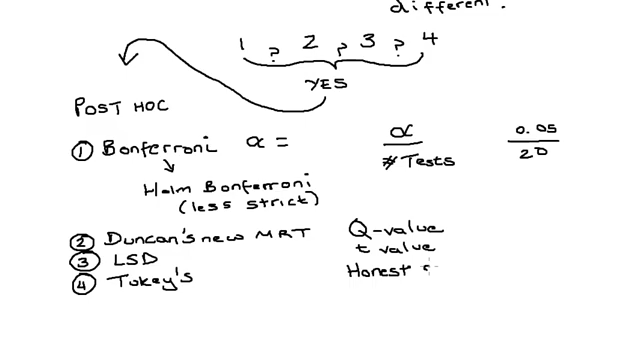 different.
1 ? 2 ? 3 ? 4
YES
POST HOC
① Bonferroni α = α / # Tests 0.05 / 20
Holm Bonferroni
(less strict)
② Duncan's new MRT Q-value
③ LSD t value
④ Tukey's Honest